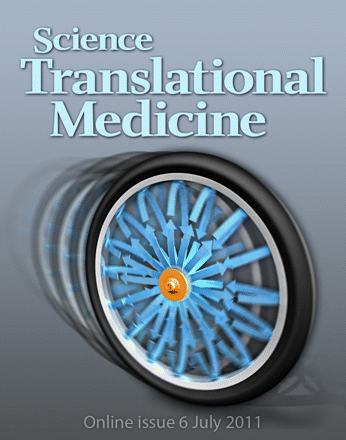 Science
Translational
Medicine
Online issue 6 July 2011